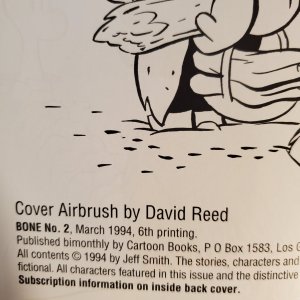 Cover Airbrush by David Reed
BONE No. 2, March 1994, 6th printing.
Published bimonthly by Cartoon Books, P O Box 1583, Los G
All contents © 1994 by Jeff Smith. The stories, characters and
fictional. All characters featured in this issue and the distinctive
Subscription information on inside back cover.